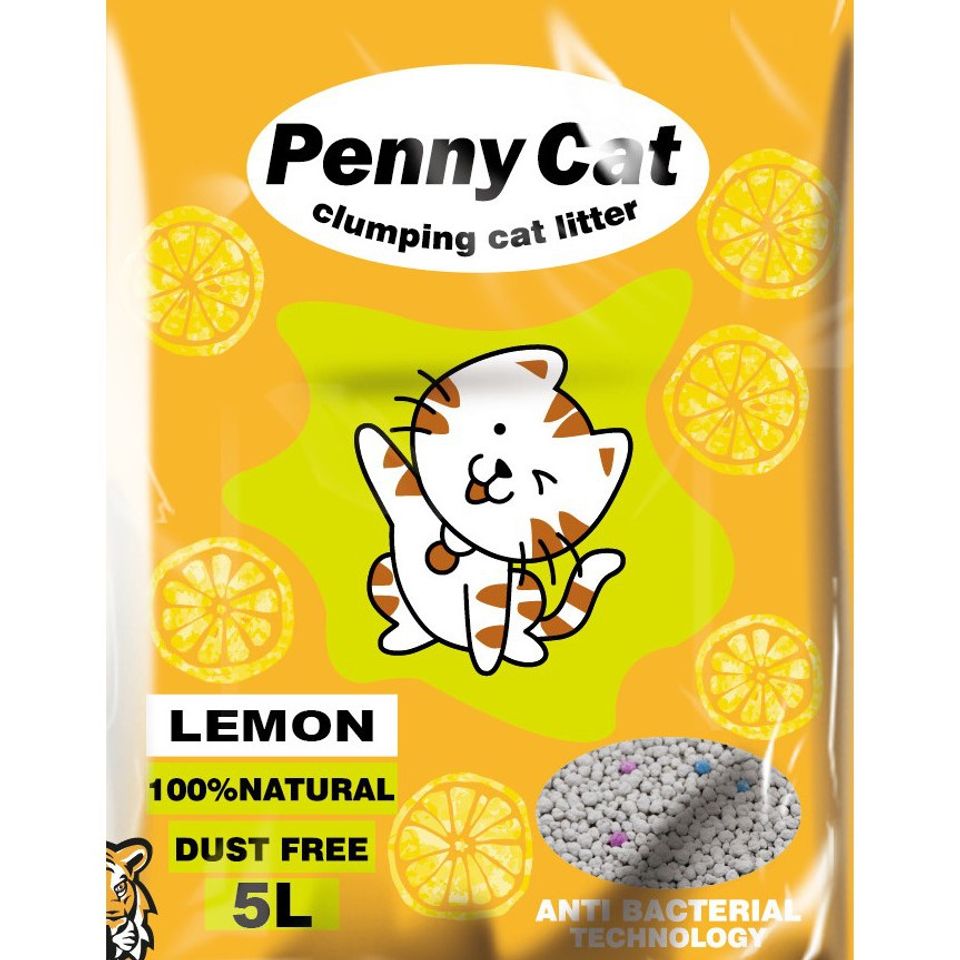 Penny Cat
clumping cat litter
LEMON
100%NATURAL
DUST FREE
5L
ANTI BACTERIAL
TECHNOLOGY